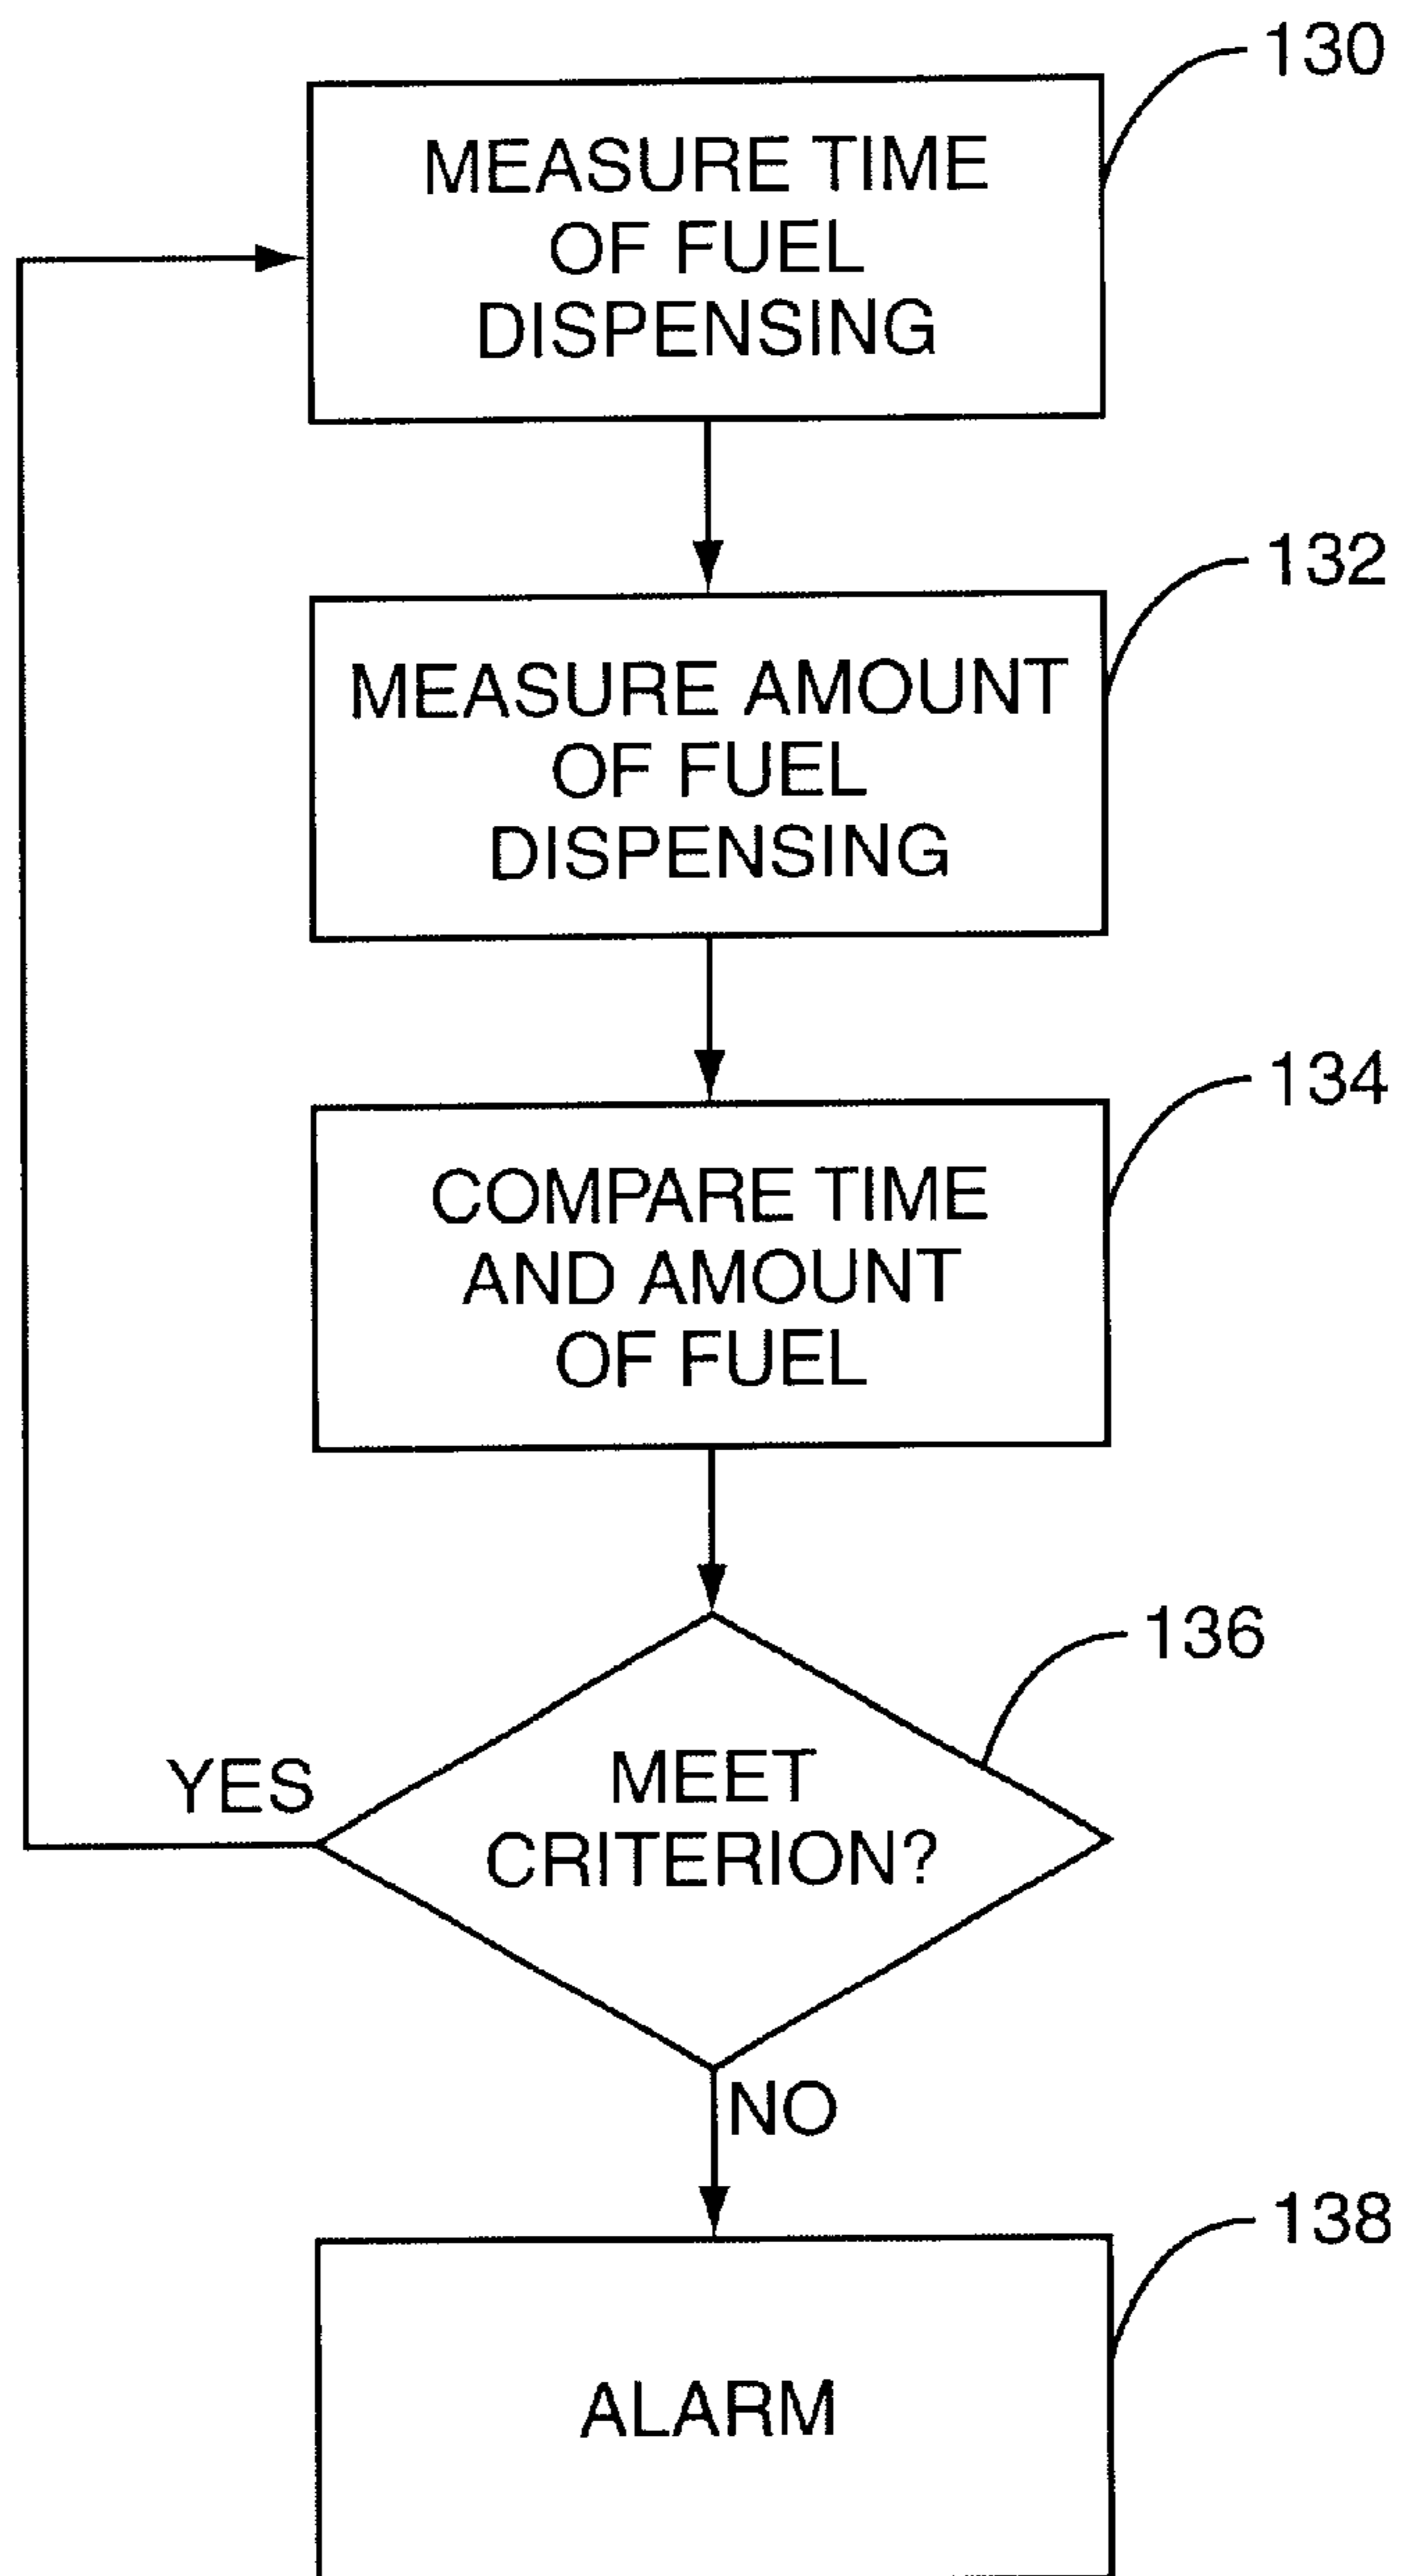 130
MEASURE TIME
OF FUEL
DISPENSING
132
MEASURE AMOUNT
OF FUEL
DISPENSING
134
COMPARE TIME
AND AMOUNT
OF FUEL
136
MEET
CRITERION?
YES
NO
138
ALARM